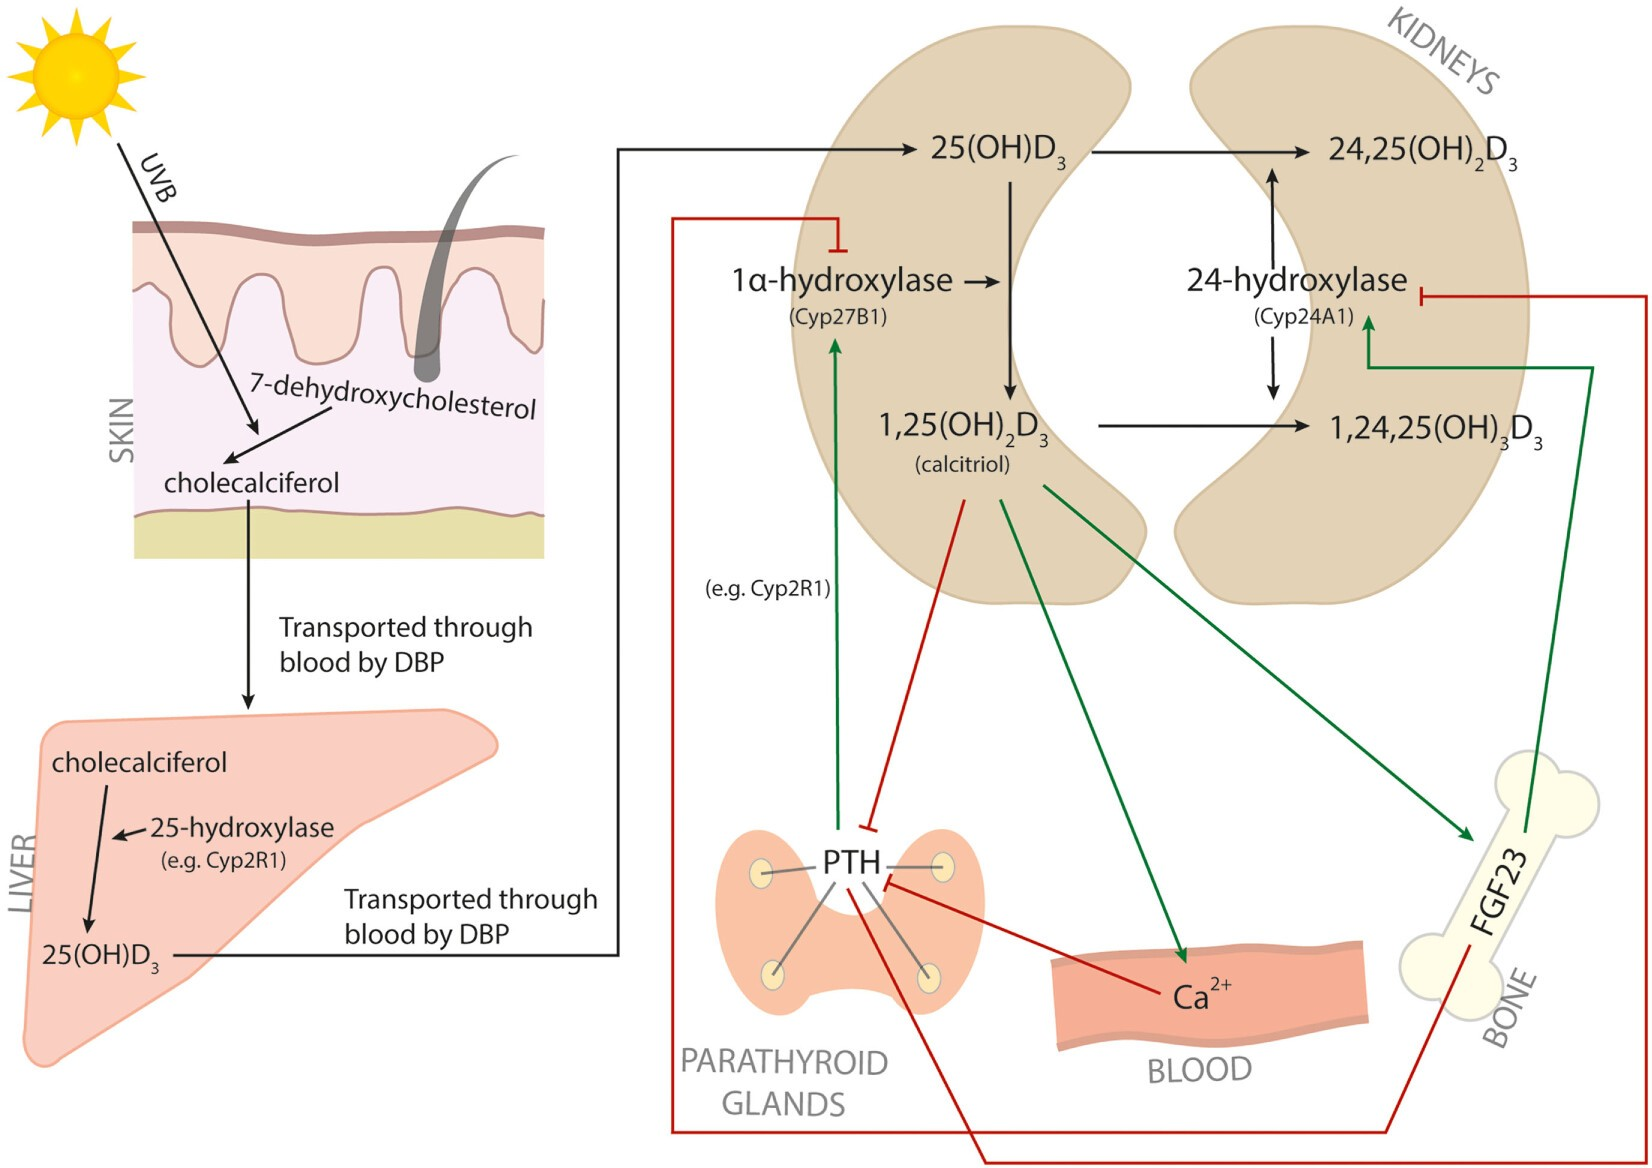 KIDNEYS
UVB
25(OH)D3
24,25(OH)2D3
1α-hydroxylase
(Cyp27B1)
24-hydroxylase
(Cyp24A1)
SKIN
7-dehydroxycholesterol
cholecalciferol
1,25(OH)2D3
(calcitriol)
1,24,25(OH)3D3
(e.g. Cyp2R1)
Transported through
blood by DBP
LIVER
cholecalciferol
25-hydroxylase
(e.g. Cyp2R1)
25(OH)D3
Transported through
blood by DBP
PTH
PARATHYROID
GLANDS
Ca2+
BLOOD
FGF23
BONE